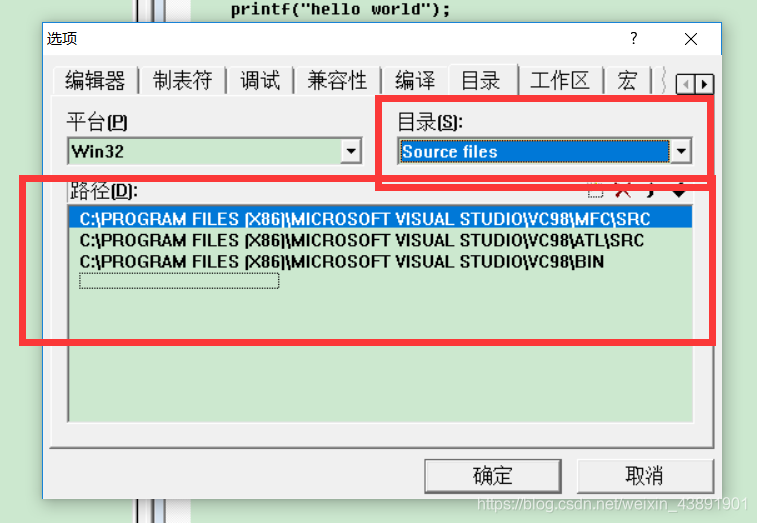 printf("hello world");
选项
?
编辑器 制表符 调试 兼容性 编译 目录 工作区 宏
平台(P) 目录(S):
Win32 Source files
路径(D):
C:\PROGRAM FILES (X86)\MICROSOFT VISUAL STUDIO\VC98\MFC\SRC
C:\PROGRAM FILES (X86)\MICROSOFT VISUAL STUDIO\VC98\ATL\SRC
C:\PROGRAM FILES (X86)\MICROSOFT VISUAL STUDIO\VC98\BIN
确定 取消
https://blog.csdn.net/weixin_43891901